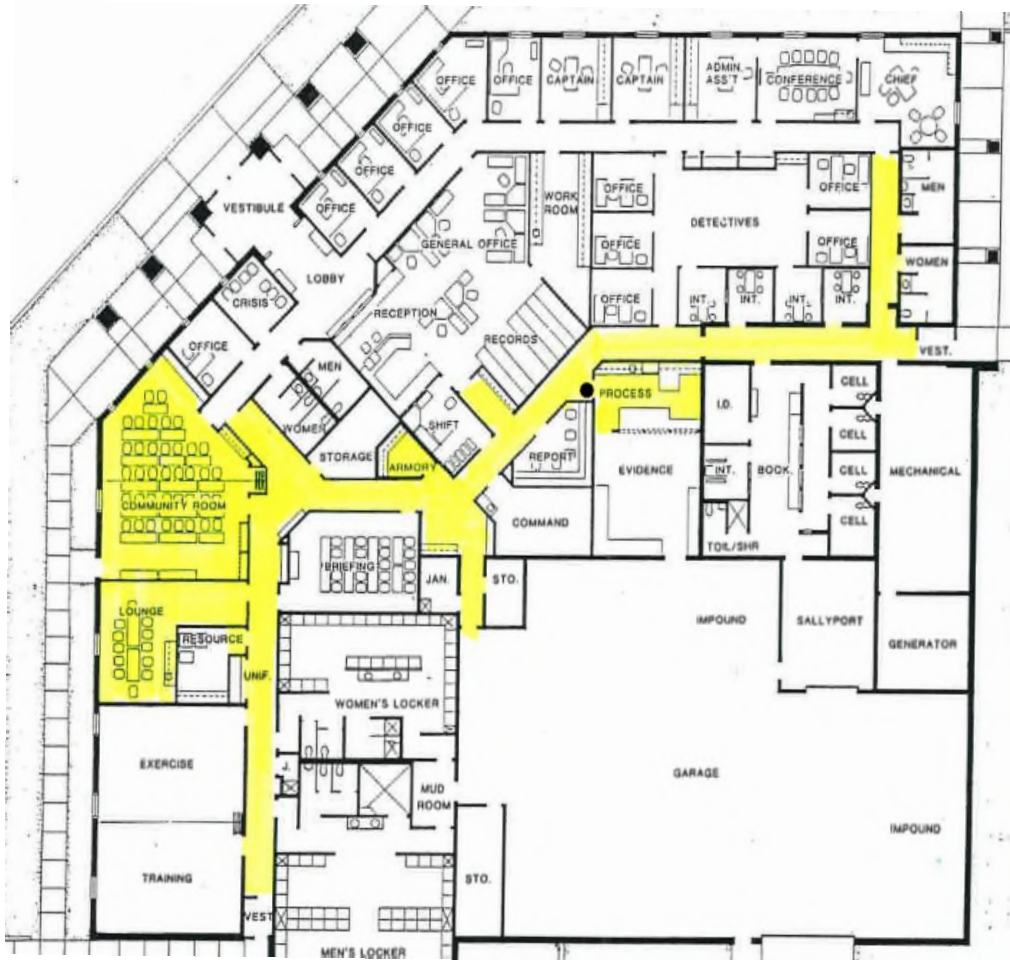 OFFICE
OFFICE
CAPTAIN
CAPTAIN
ADMIN.
ASS'T
CONFERENCE
CHIEF
OFFICE
OFFICE
OFFICE
VESTIBULE
LOBBY
CRISIS
OFFICE
GENERAL OFFICE
RECEPTION
RECORDS
WORK
ROOM
OFFICE
OFFICE
OFFICE
DETECTIVES
OFFICE
OFFICE
INT.
INT.
INT.
INT.
MEN
WOMEN
VEST.
MEN
WOMEN
STORAGE
ARMORY
SHIFT
REPORT
PROCESS
EVIDENCE
COMMAND
I.D.
INT.
BOOK.
TOIL/SHR
CELL
CELL
CELL
CELL
MECHANICAL
COMMUNITY ROOM
BRIEFING
JAN.
STO.
LOUNGE
RESOURCE
UNIF.
WOMEN'S LOCKER
IMPOUND
SALLYPORT
GENERATOR
EXERCISE
J.
MUD
ROOM
GARAGE
IMPOUND
TRAINING
STO.
VEST
MEN'S LOCKER